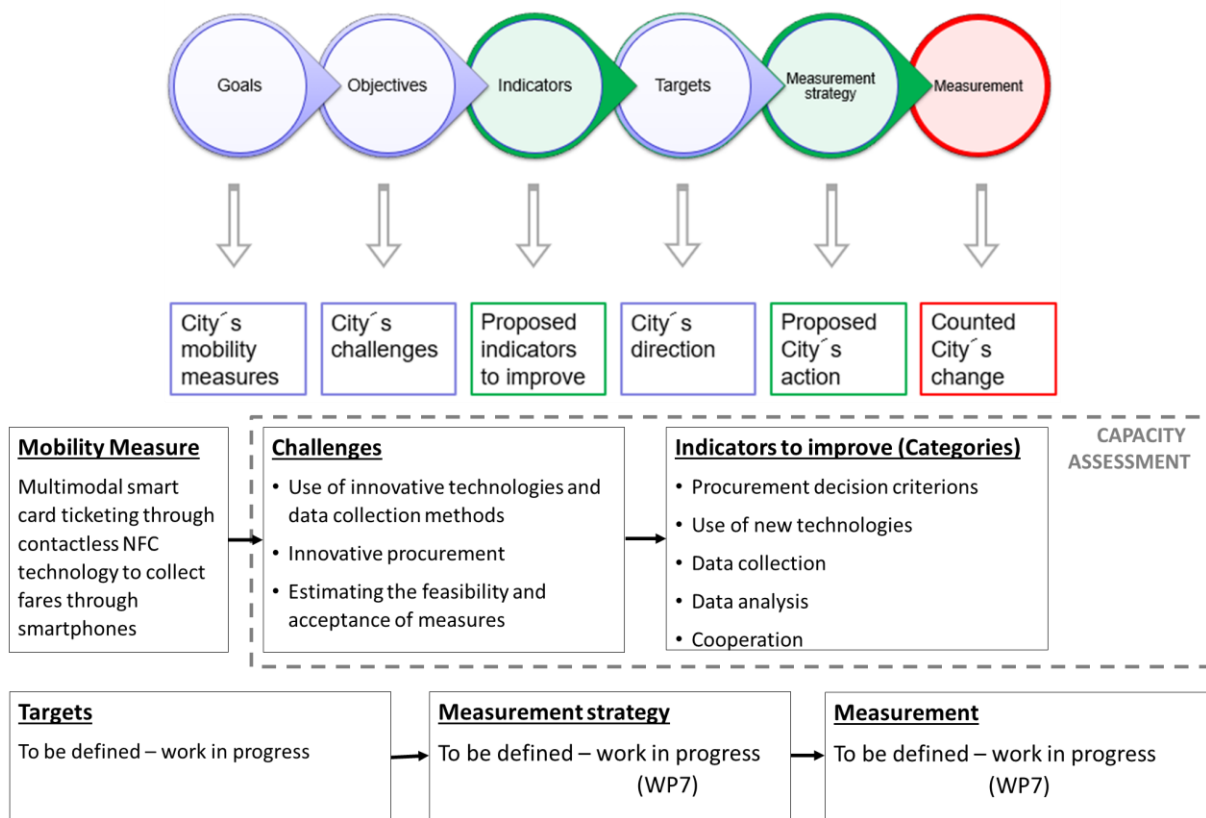 Goals
Objectives
Indicators
Targets
Measurement
strategy
Measurement
City´s
mobility
measures
City´s
challenges
Proposed
indicators
to improve
City´s
direction
Proposed
City´s
action
Counted
City´s
change
CAPACITY
ASSESSMENT
Mobility Measure
Multimodal smart
card ticketing through
contactless NFC
technology to collect
fares through
smartphones
Challenges
• Use of innovative technologies and
data collection methods
• Innovative procurement
• Estimating the feasibility and
acceptance of measures
Indicators to improve (Categories)
• Procurement decision criterions
• Use of new technologies
• Data collection
• Data analysis
• Cooperation
Targets
To be defined – work in progress
Measurement strategy
To be defined – work in progress
(WP7)
Measurement
To be defined – work in progress
(WP7)